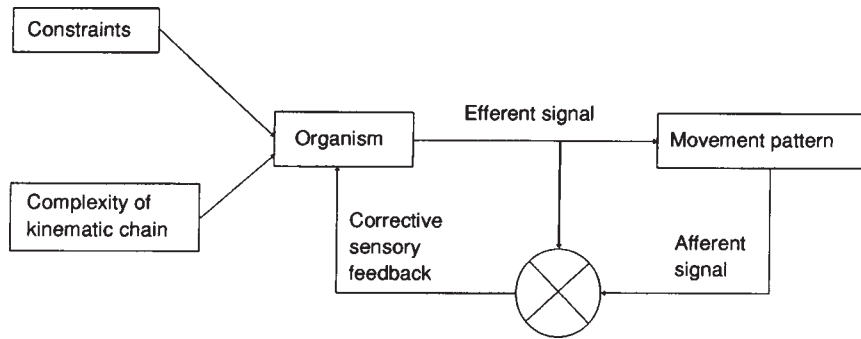 Constraints
Efferent signal
Organism
Movement pattern
Complexity of
kinematic chain
Corrective
sensory
feedback
Afferent
signal